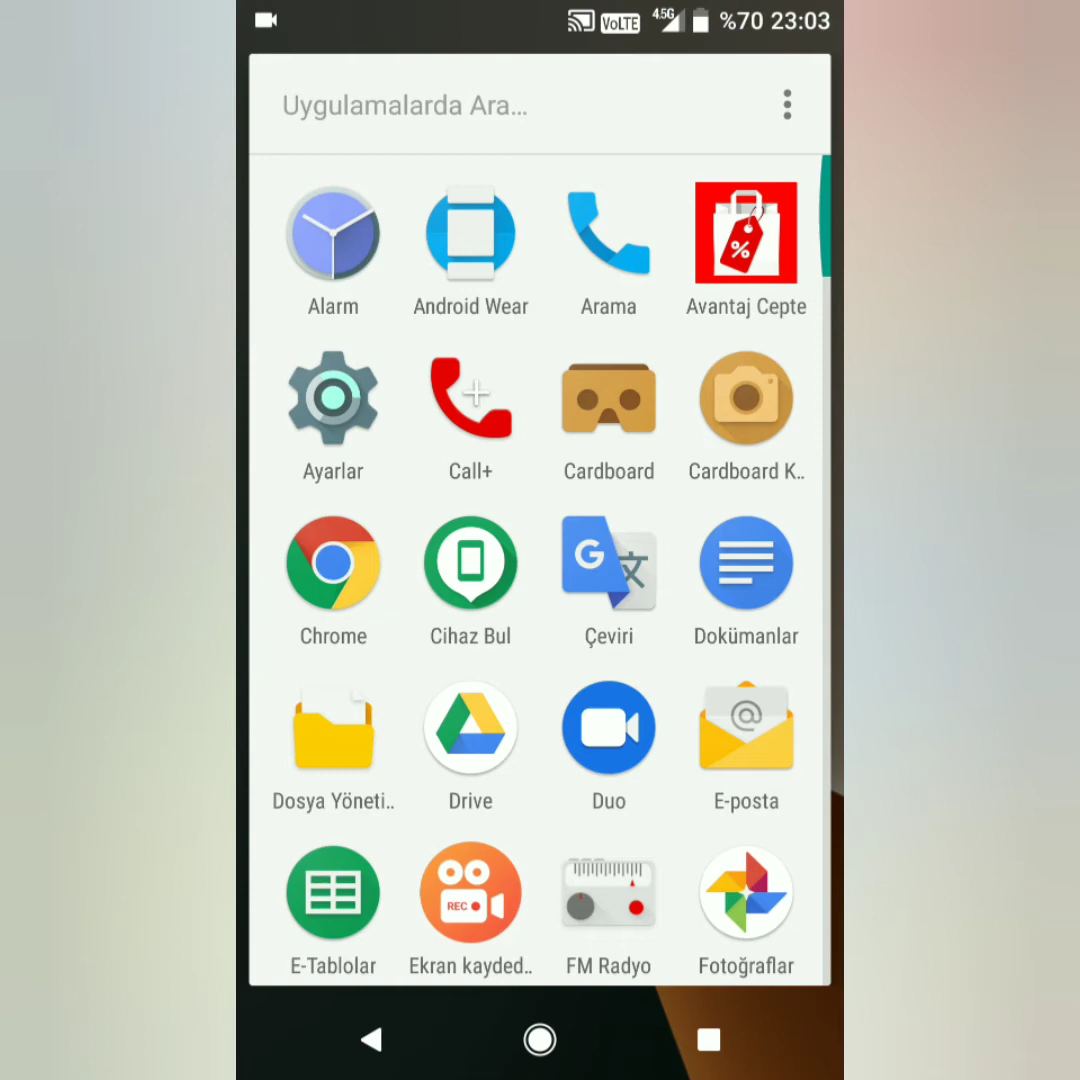 VoLTE 4.5G %70 23:03
Uygulamalarda Ara...
Alarm Android Wear Arama Avantaj Cepte
%
Ayarlar Call+ Cardboard Cardboard K..
Chrome Cihaz Bul Çeviri Dokümanlar
G 文
Dosya Yöneti.. Drive Duo E-posta
@
E-Tablolar Ekran kayded.. FM Radyo Fotoğraflar
REC